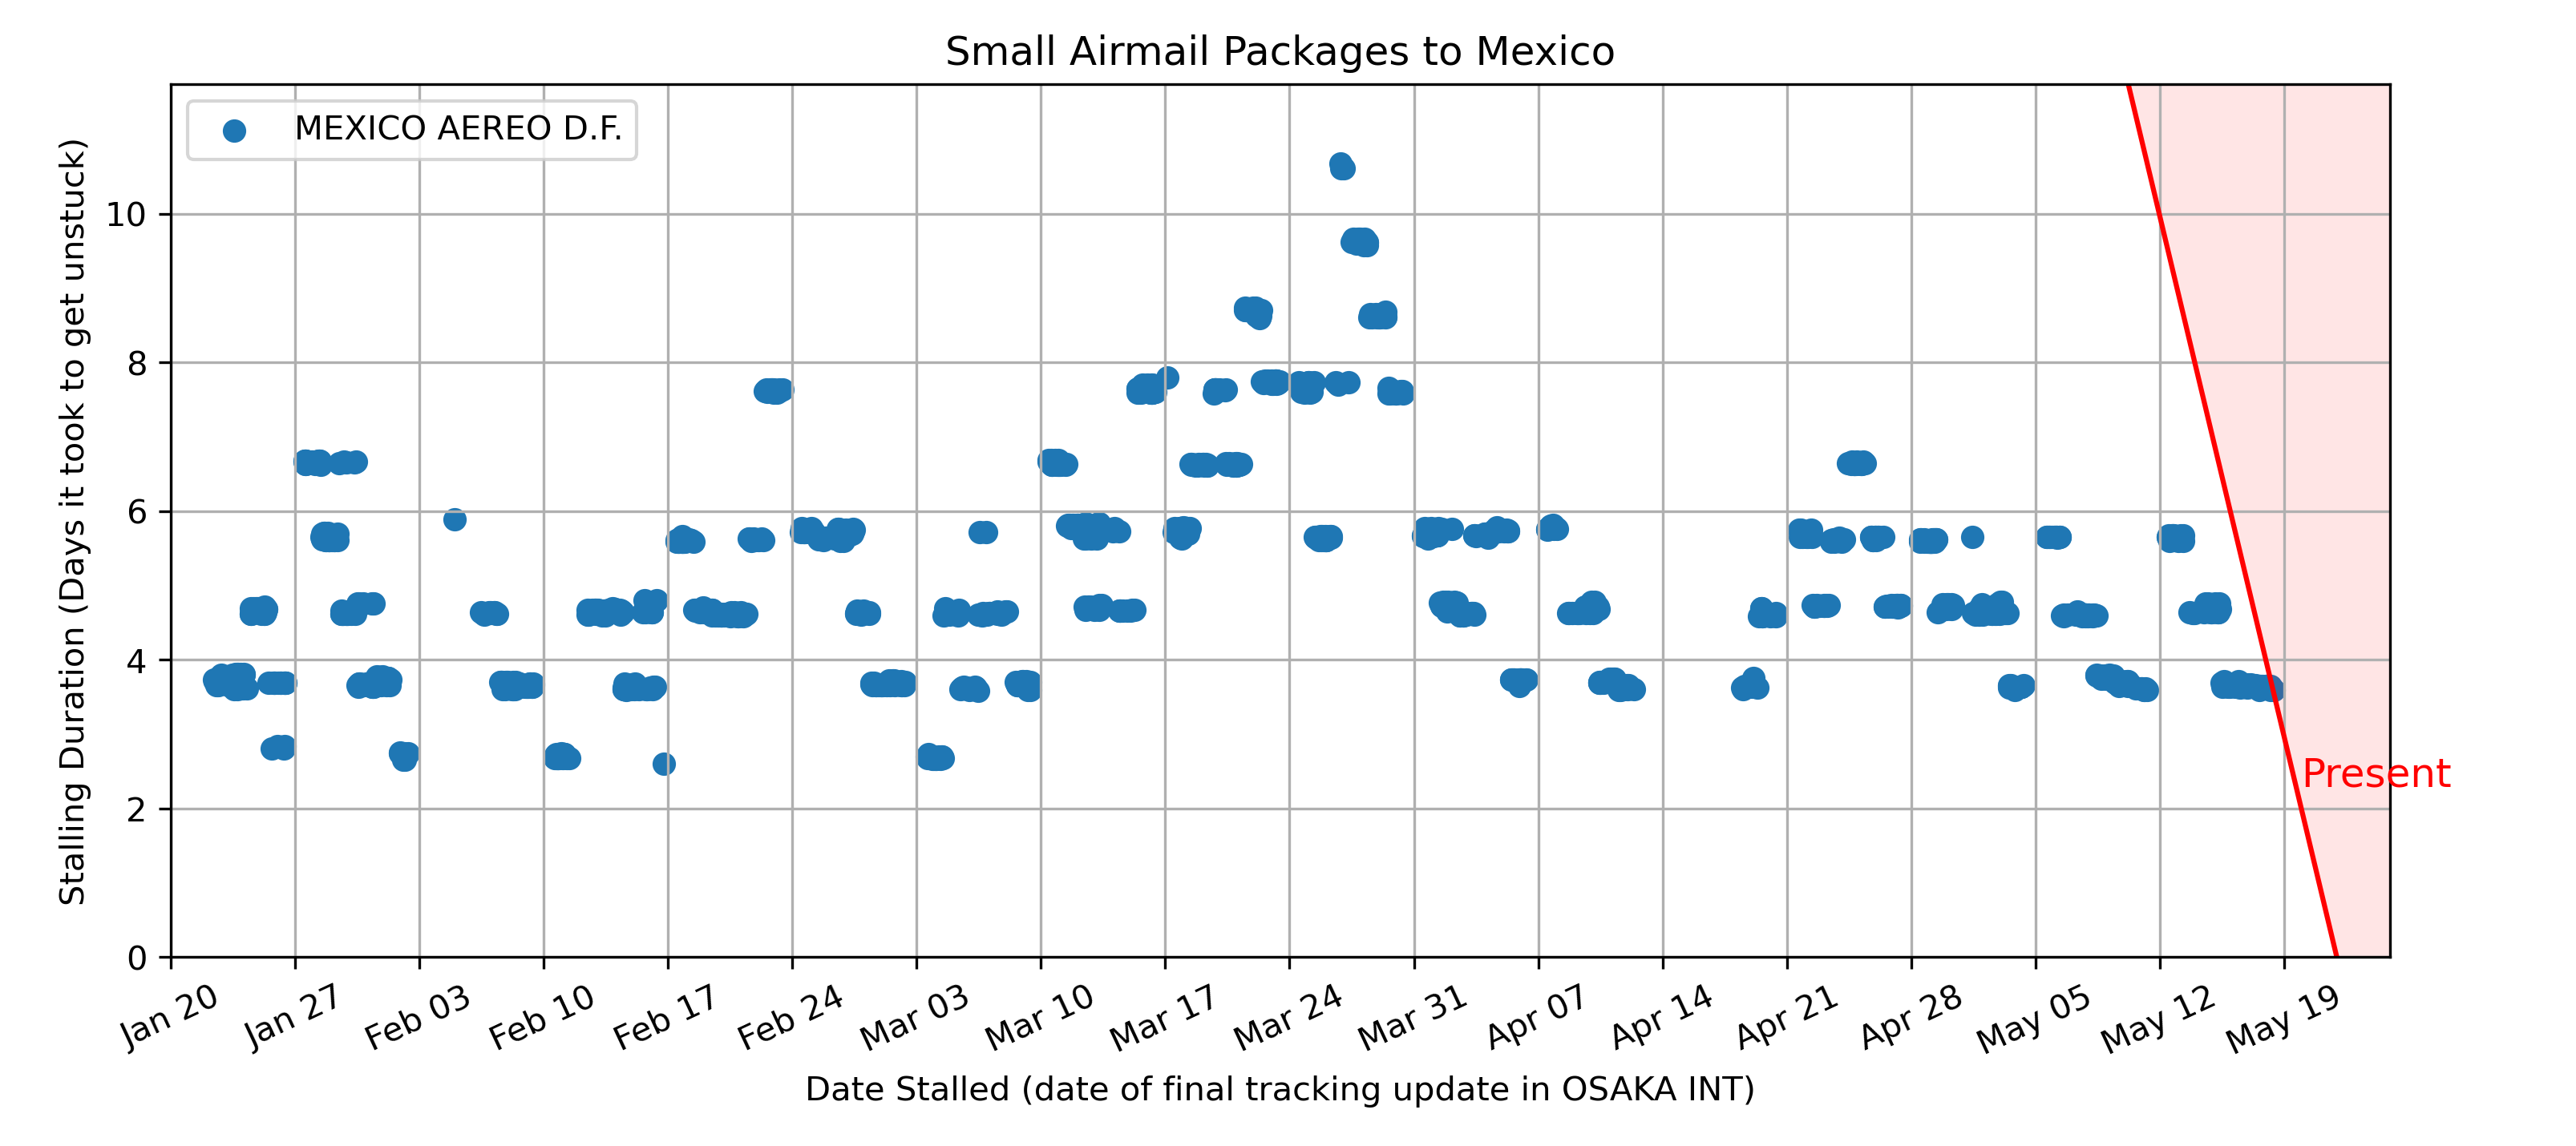 Small Airmail Packages to Mexico
MEXICO AEREO D.F.
Stalling Duration (Days it took to get unstuck)
10
8
6
4
2
0
Present
Jan 20
Jan 27
Feb 03
Feb 10
Feb 17
Feb 24
Mar 03
Mar 10
Mar 17
Mar 24
Mar 31
Apr 07
Apr 14
Apr 21
Apr 28
May 05
May 12
May 19
Date Stalled (date of final tracking update in OSAKA INT)